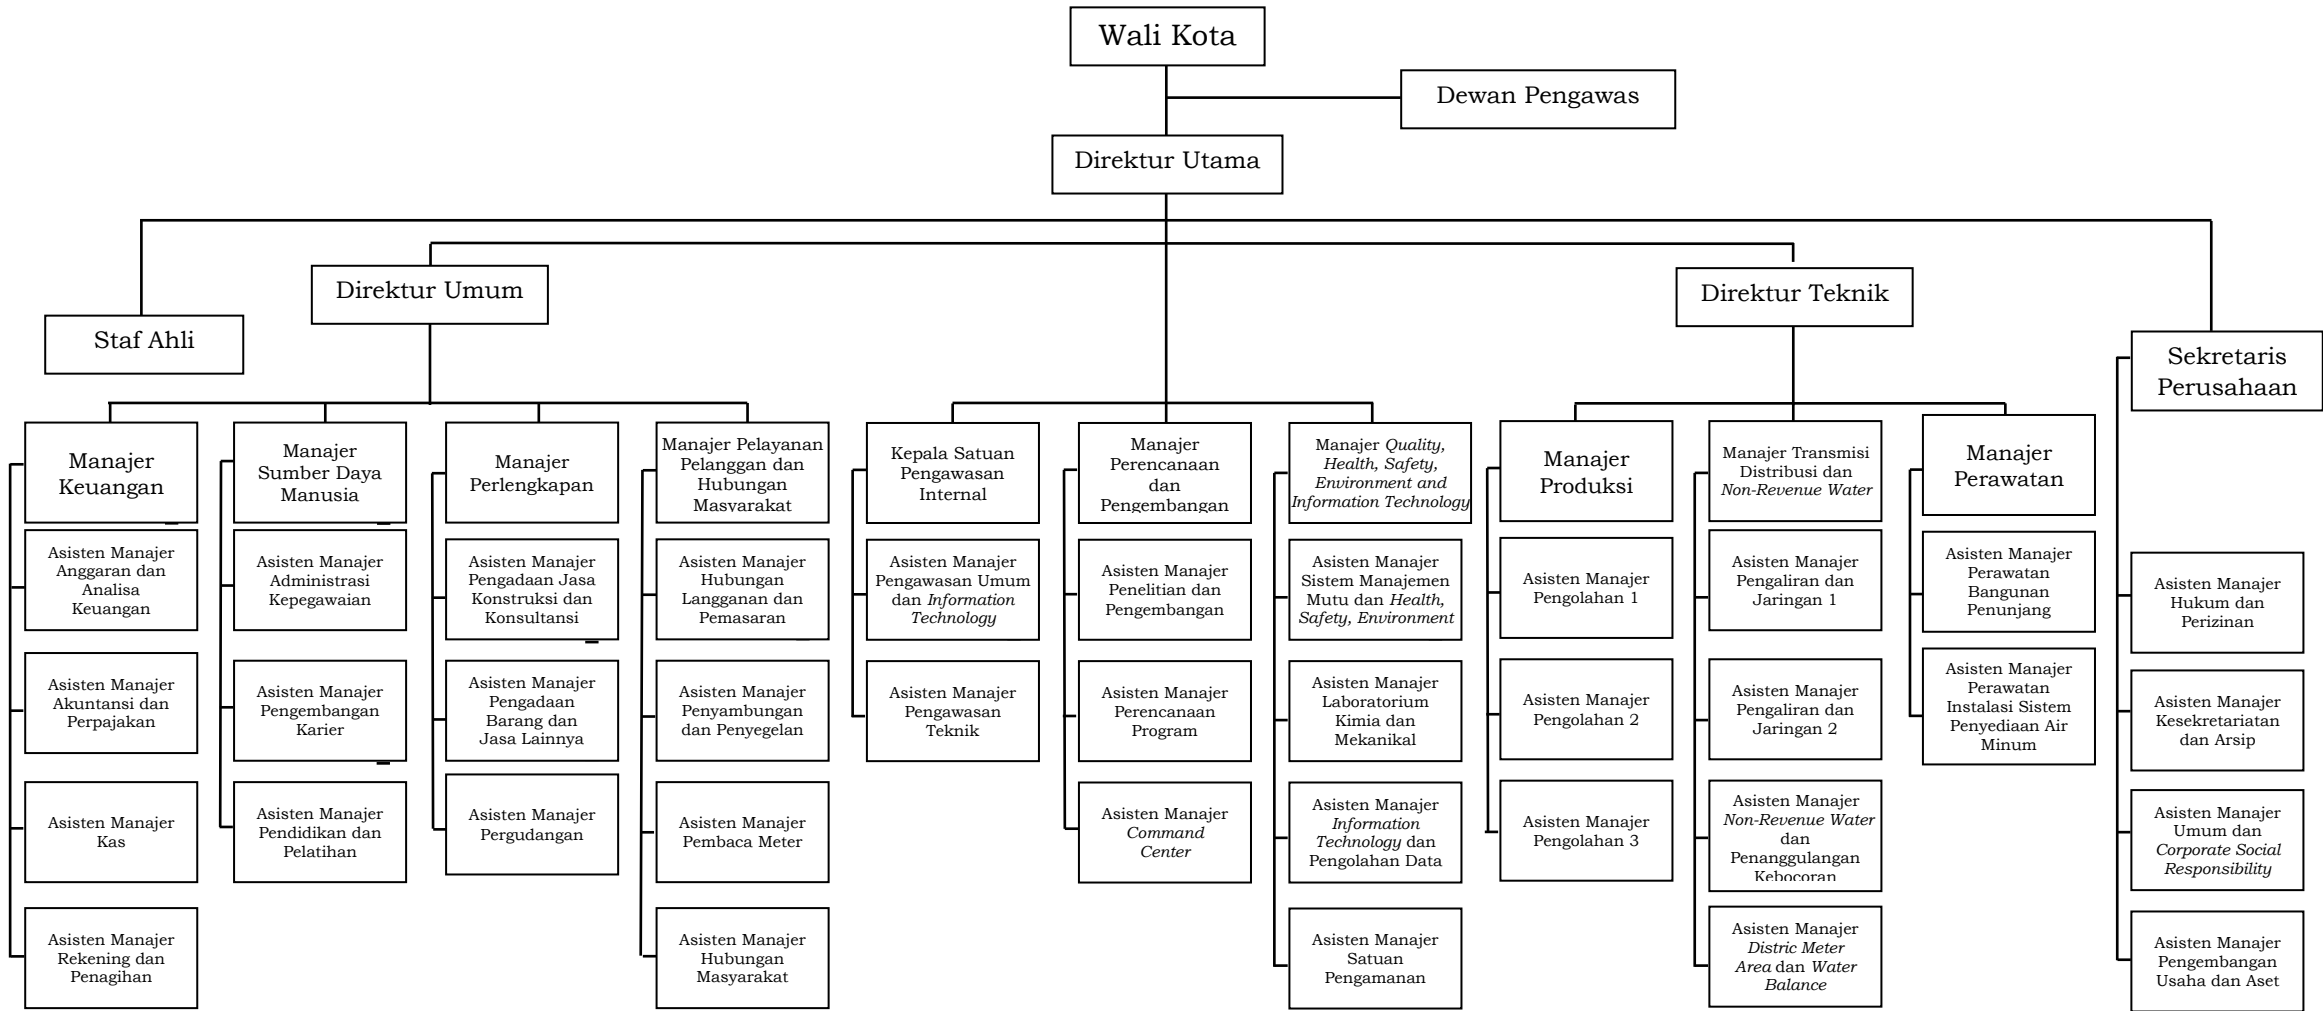 Wali Kota
Dewan Pengawas
Direktur Utama
Direktur Umum
Direktur Teknik
Staf Ahli
Sekretaris
Perusahaan
Manajer
Keuangan
Asisten Manajer
Anggaran dan
Analisa
Keuangan
Asisten Manajer
Akuntansi dan
Perpajakan
Asisten Manajer
Kas
Asisten Manajer
Rekening dan
Penagihan
Manajer
Sumber Daya
Manusia
Asisten Manajer
Administrasi
Kepegawaian
Asisten Manajer
Pengembangan
Karier
Asisten Manajer
Pendidikan dan
Pelatihan
Manajer
Perlengkapan
Asisten Manajer
Pengadaan Jasa
Konstruksi dan
Konsultansi
Asisten Manajer
Pengadaan
Barang dan
Jasa Lainnya
Asisten Manajer
Pergudangan
Manajer Pelayanan
Pelanggan dan
Hubungan
Masyarakat
Asisten Manajer
Hubungan
Langganan dan
Pemasaran
Asisten Manajer
Penyambungan
dan Penyegelan
Asisten Manajer
Pembaca Meter
Asisten Manajer
Hubungan
Masyarakat
Kepala Satuan
Pengawasan
Internal
Asisten Manajer
Pengawasan Umum
dan Information
Technology
Asisten Manajer
Pengawasan
Teknik
Manajer
Perencanaan
dan
Pengembangan
Asisten Manajer
Penelitian dan
Pengembangan
Asisten Manajer
Perencanaan
Program
Asisten Manajer
Command
Center
Manajer Quality,
Health, Safety,
Environment and
Information Technology
Asisten Manajer
Sistem Manajemen
Mutu dan Health,
Safety, Environment
Asisten Manajer
Laboratorium
Kimia dan
Mekanikal
Asisten Manajer
Information
Technology dan
Pengolahan Data
Asisten Manajer
Satuan
Pengamanan
Manajer
Produksi
Asisten Manajer
Pengolahan 1
Asisten Manajer
Pengolahan 2
Asisten Manajer
Pengolahan 3
Manajer Transmisi
Distribusi dan
Non-Revenue Water
Asisten Manajer
Pengaliran dan
Jaringan 1
Asisten Manajer
Pengaliran dan
Jaringan 2
Asisten Manajer
Non-Revenue Water
dan
Penanggulangan
Kebocoran
Asisten Manajer
Distric Meter
Area dan Water
Balance
Manajer
Perawatan
Asisten Manajer
Perawatan
Bangunan
Penunjang
Asisten Manajer
Perawatan
Instalasi Sistem
Penyediaan Air
Minum
Asisten Manajer
Hukum dan
Perizinan
Asisten Manajer
Kesekretariatan
dan Arsip
Asisten Manajer
Umum dan
Corporate Social
Responsibility
Asisten Manajer
Pengembangan
Usaha dan Aset